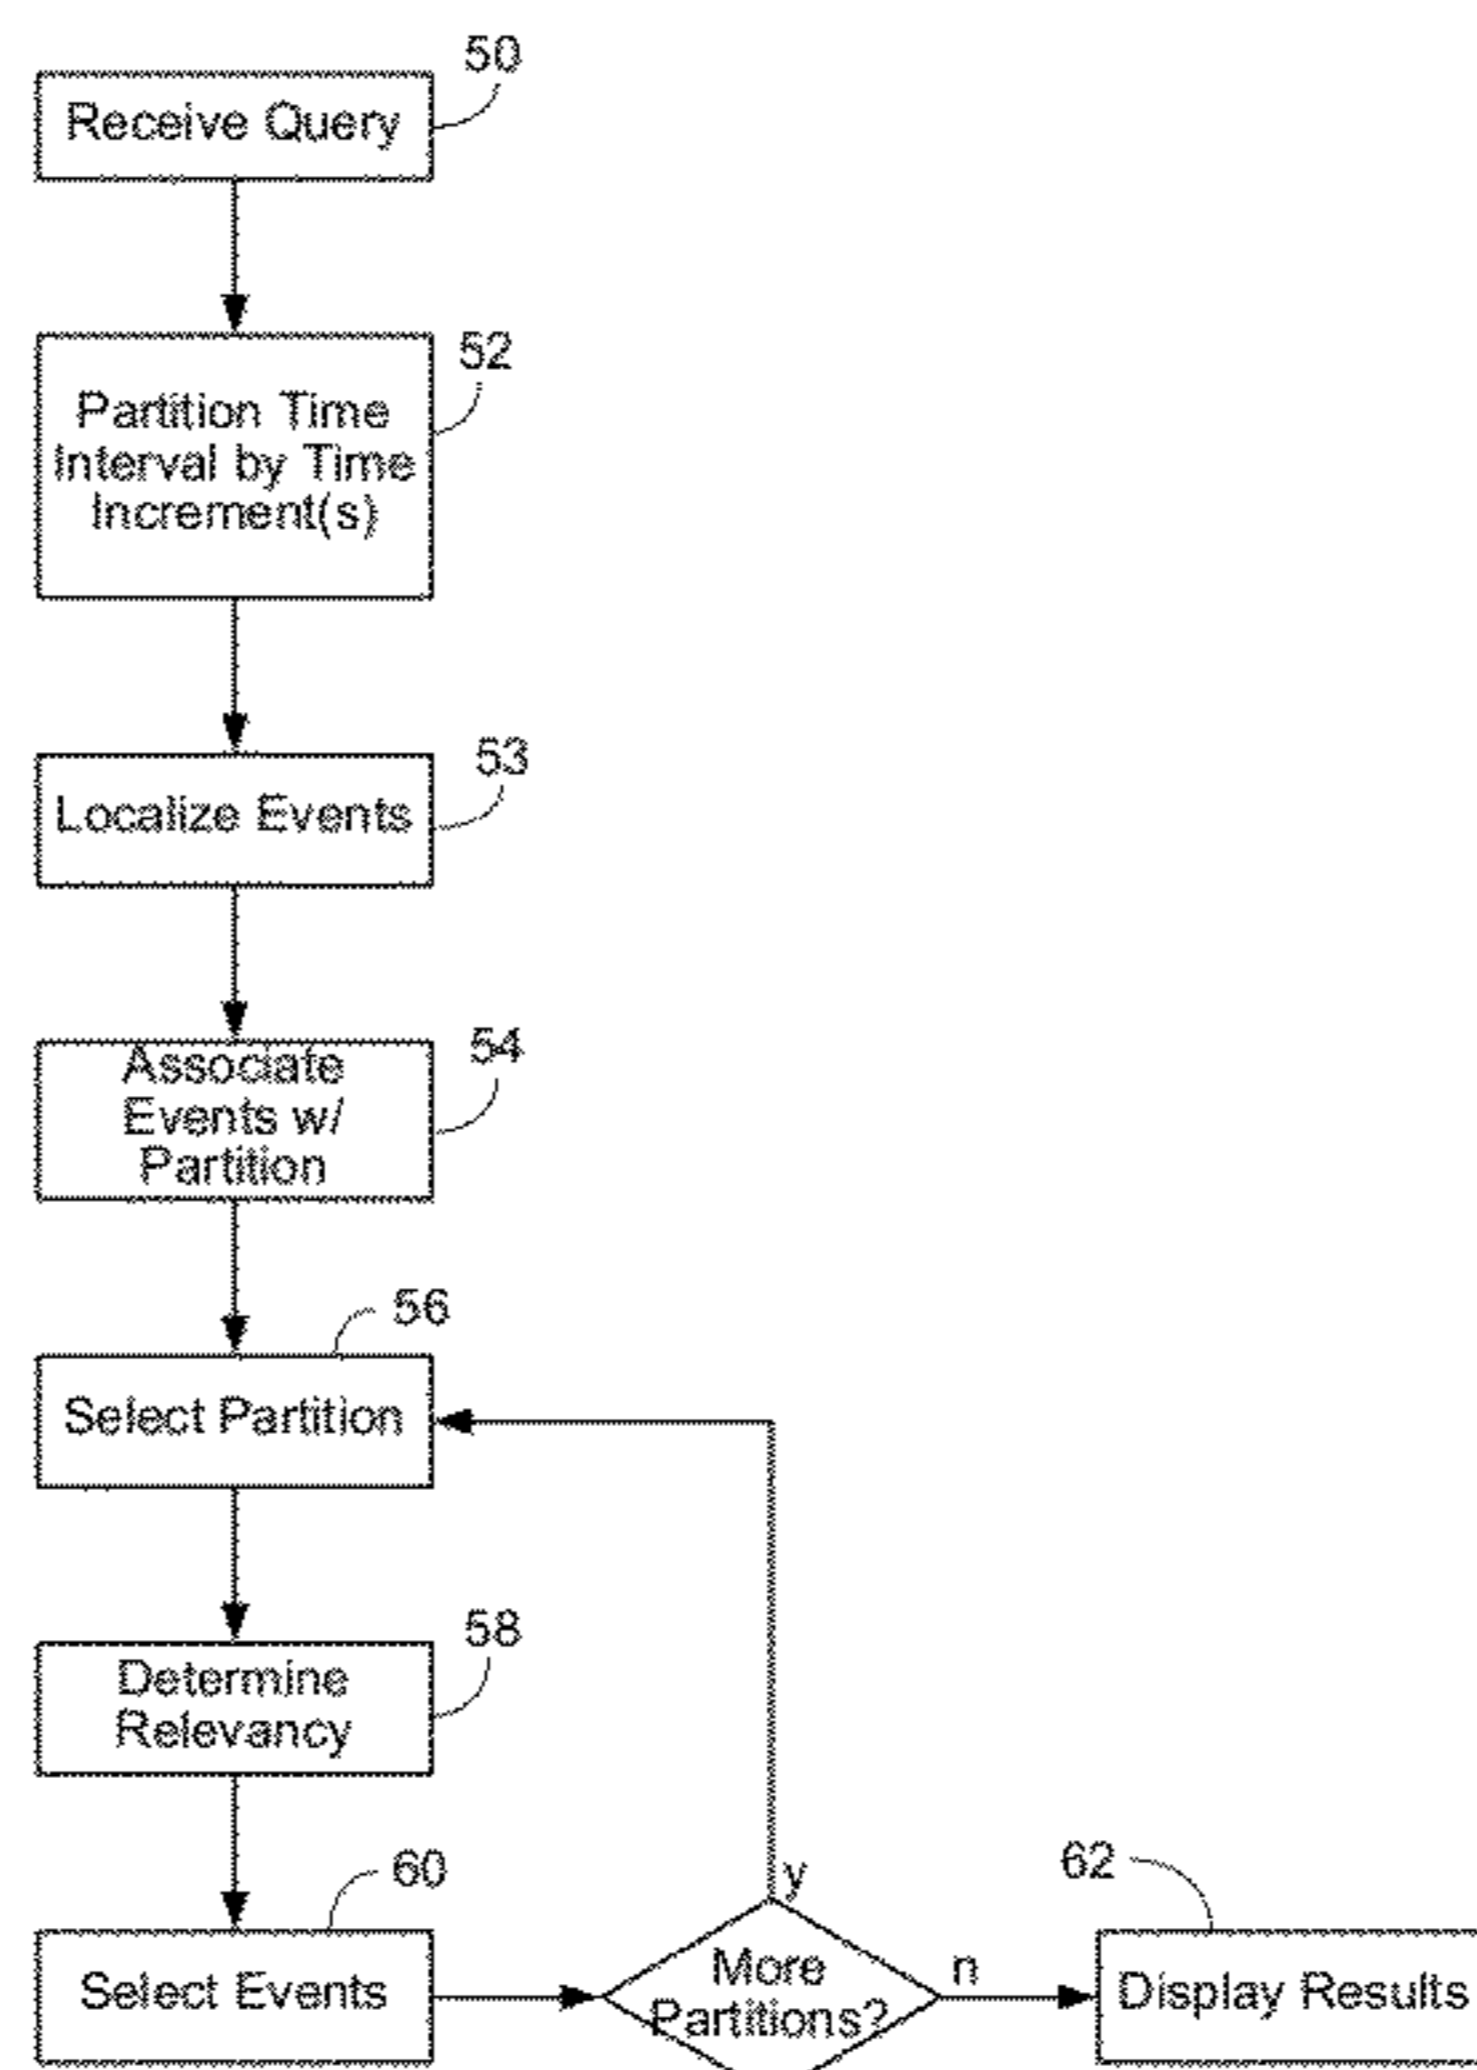 50
Receive Query
52
Partition Time
Interval by Time
Increment(s)
53
Localize Events
54
Associate
Events w/
Partition
56
Select Partition
58
Determine
Relevancy
60
Select Events
y
More
Partitions?
n
62
Display Results